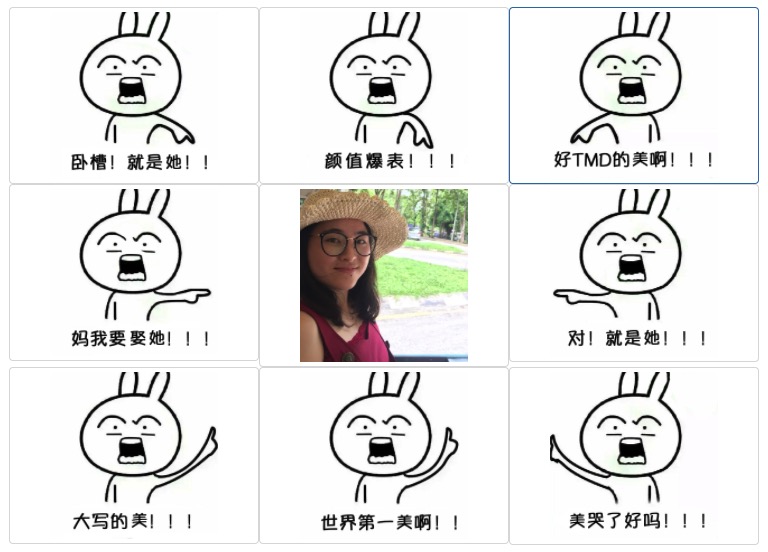 卧槽！就是她！！
颜值爆表！！！
好TMD的美啊！！！
妈我要娶她！！！
对！就是她！！！
大写的美！！！
世界第一美啊！！
美哭了好吗！！！